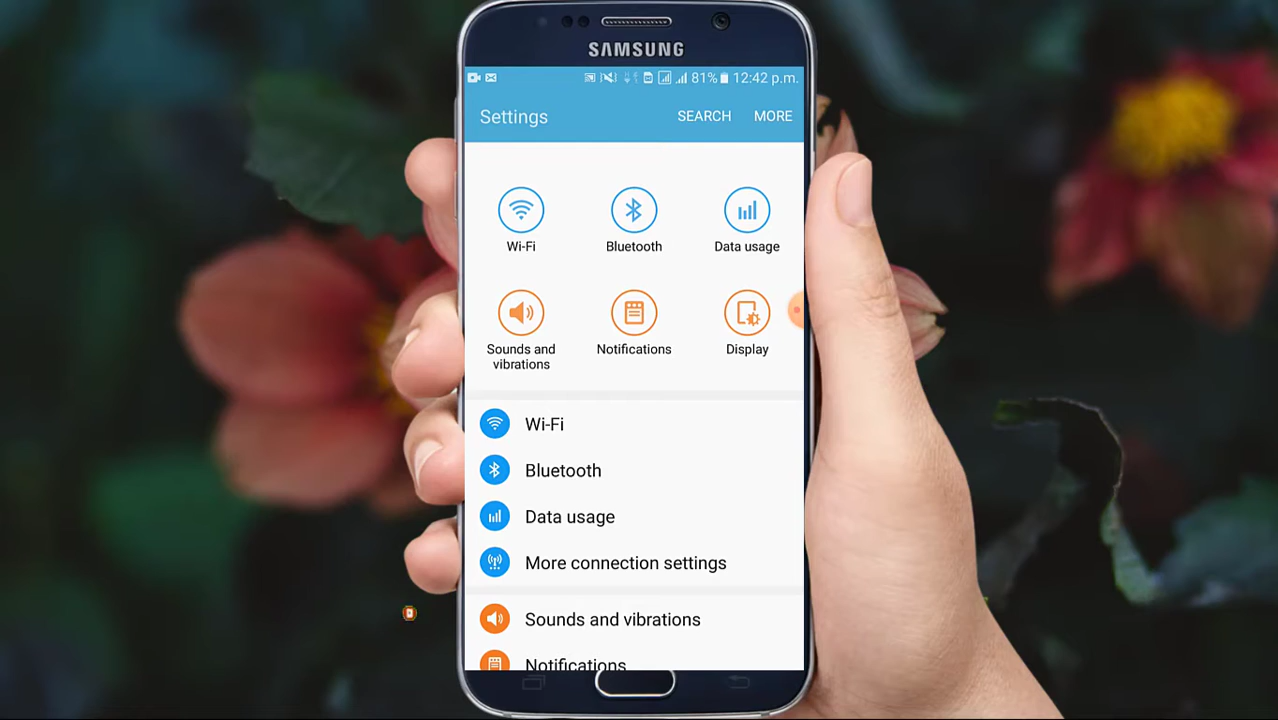 SAMSUNG
81% 12:42 p.m.
Settings SEARCH MORE
Wi-Fi Bluetooth Data usage
Sounds and vibrations Notifications Display
Wi-Fi
Bluetooth
Data usage
More connection settings
Sounds and vibrations
Notifications